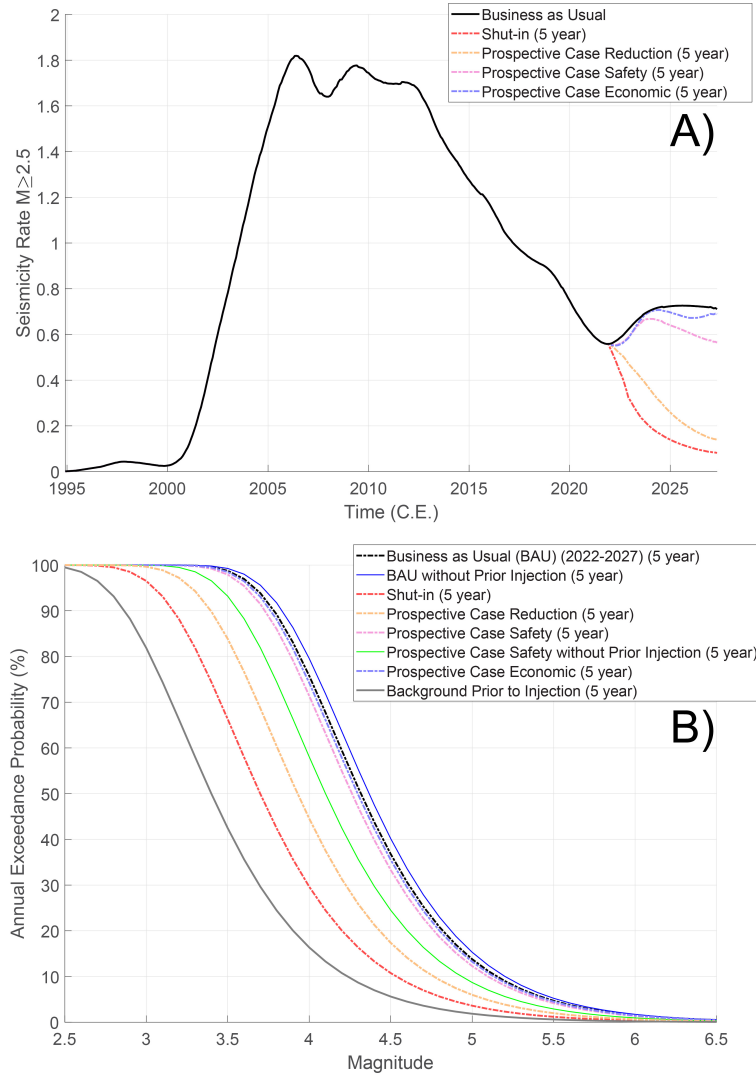 2
1.8
1.6
1.4
1.2
1
0.8
0.6
0.4
0.2
0
Seismicity Rate M≥2.5
1995
2000
2005
2010
2015
2020
2025
Time (C.E.)
Business as Usual
Shut-in (5 year)
Prospective Case Reduction (5 year)
Prospective Case Safety (5 year)
Prospective Case Economic (5 year)
A)
100
90
80
70
60
50
40
30
20
10
0
Annual Exceedance Probability (%)
2.5
3
3.5
4
4.5
5
5.5
6
6.5
Magnitude
Business as Usual (BAU) (2022-2027) (5 year)
BAU without Prior Injection (5 year)
Shut-in (5 year)
Prospective Case Reduction (5 year)
Prospective Case Safety (5 year)
Prospective Case Safety without Prior Injection (5 year)
Prospective Case Economic (5 year)
Background Prior to Injection (5 year)
B)